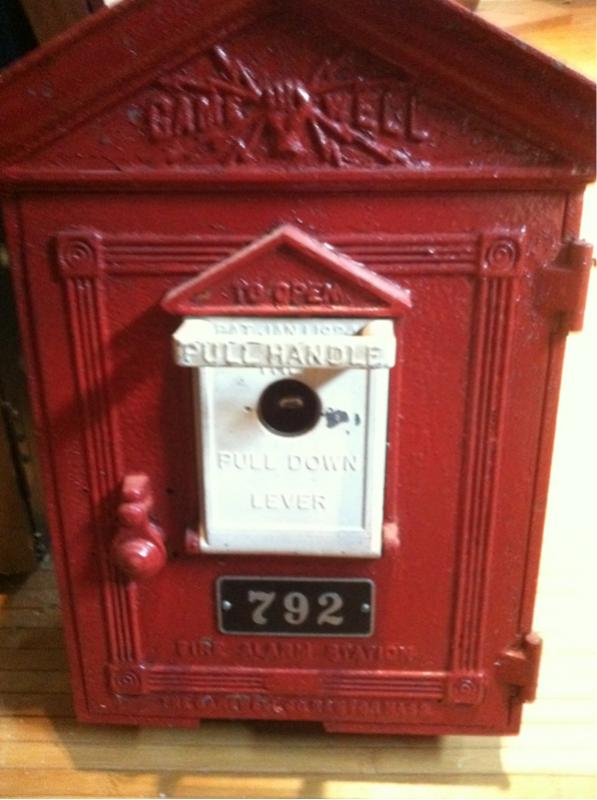 GAMEWELL
TO OPEN
PULL HANDLE
PULL DOWN
LEVER
792
FIRE ALARM STATION